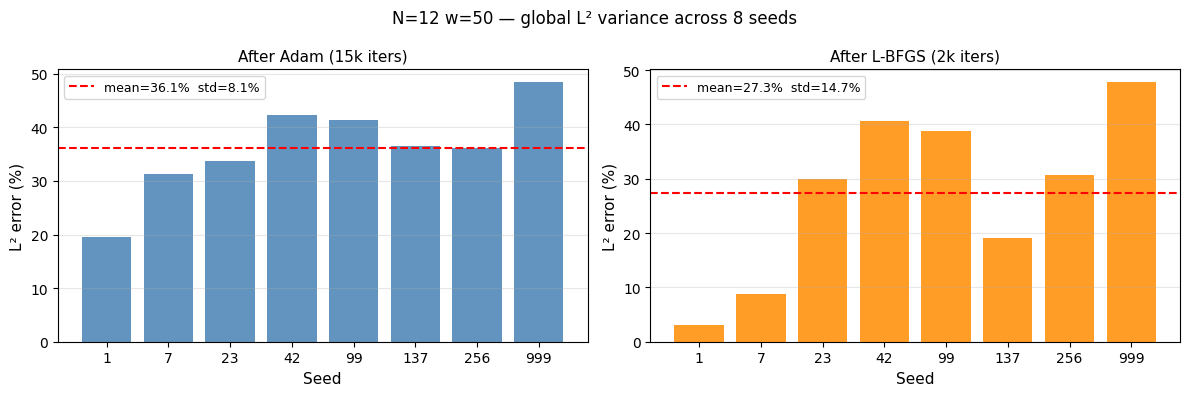 N=12 w=50 — global L² variance across 8 seeds
After Adam (15k iters)
mean=36.1%  std=8.1%
L² error (%)
50
40
30
20
10
0
1 7 23 42 99 137 256 999
Seed
After L-BFGS (2k iters)
mean=27.3%  std=14.7%
L² error (%)
50
40
30
20
10
0
1 7 23 42 99 137 256 999
Seed